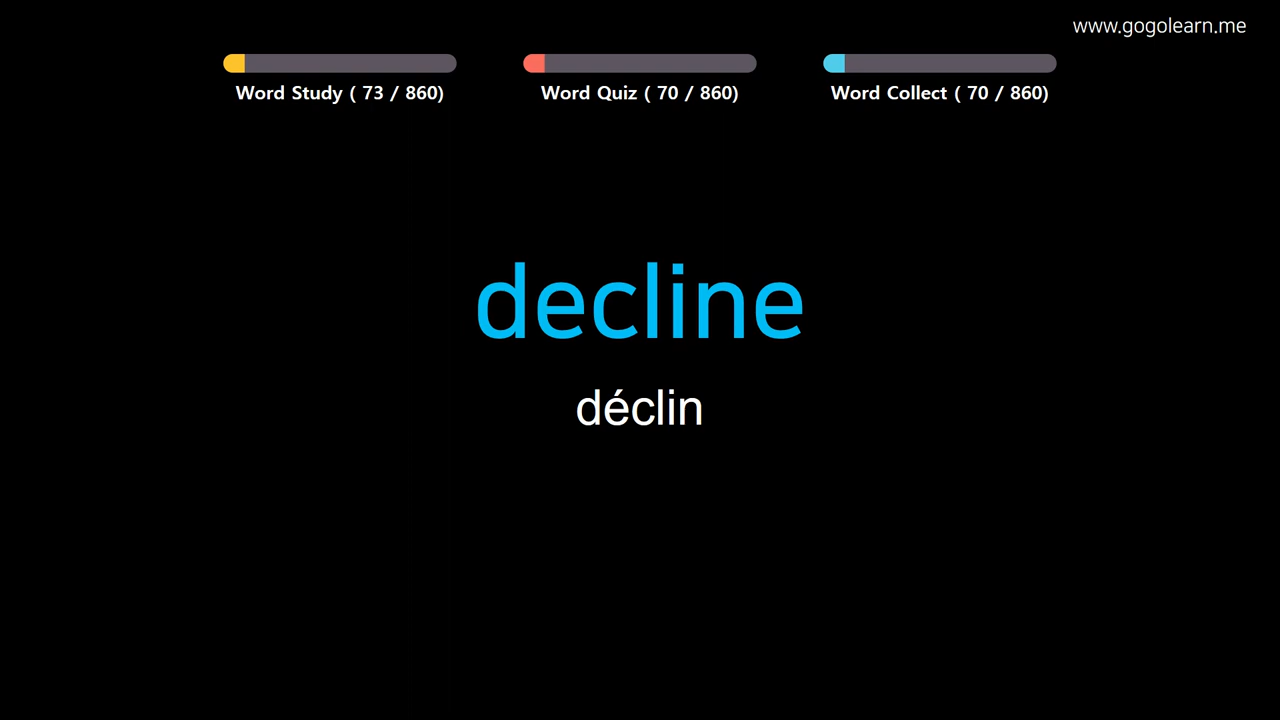 www.gogolearn.me
Word Study ( 73 / 860)
Word Quiz ( 70 / 860)
Word Collect ( 70 / 860)
decline
déclin